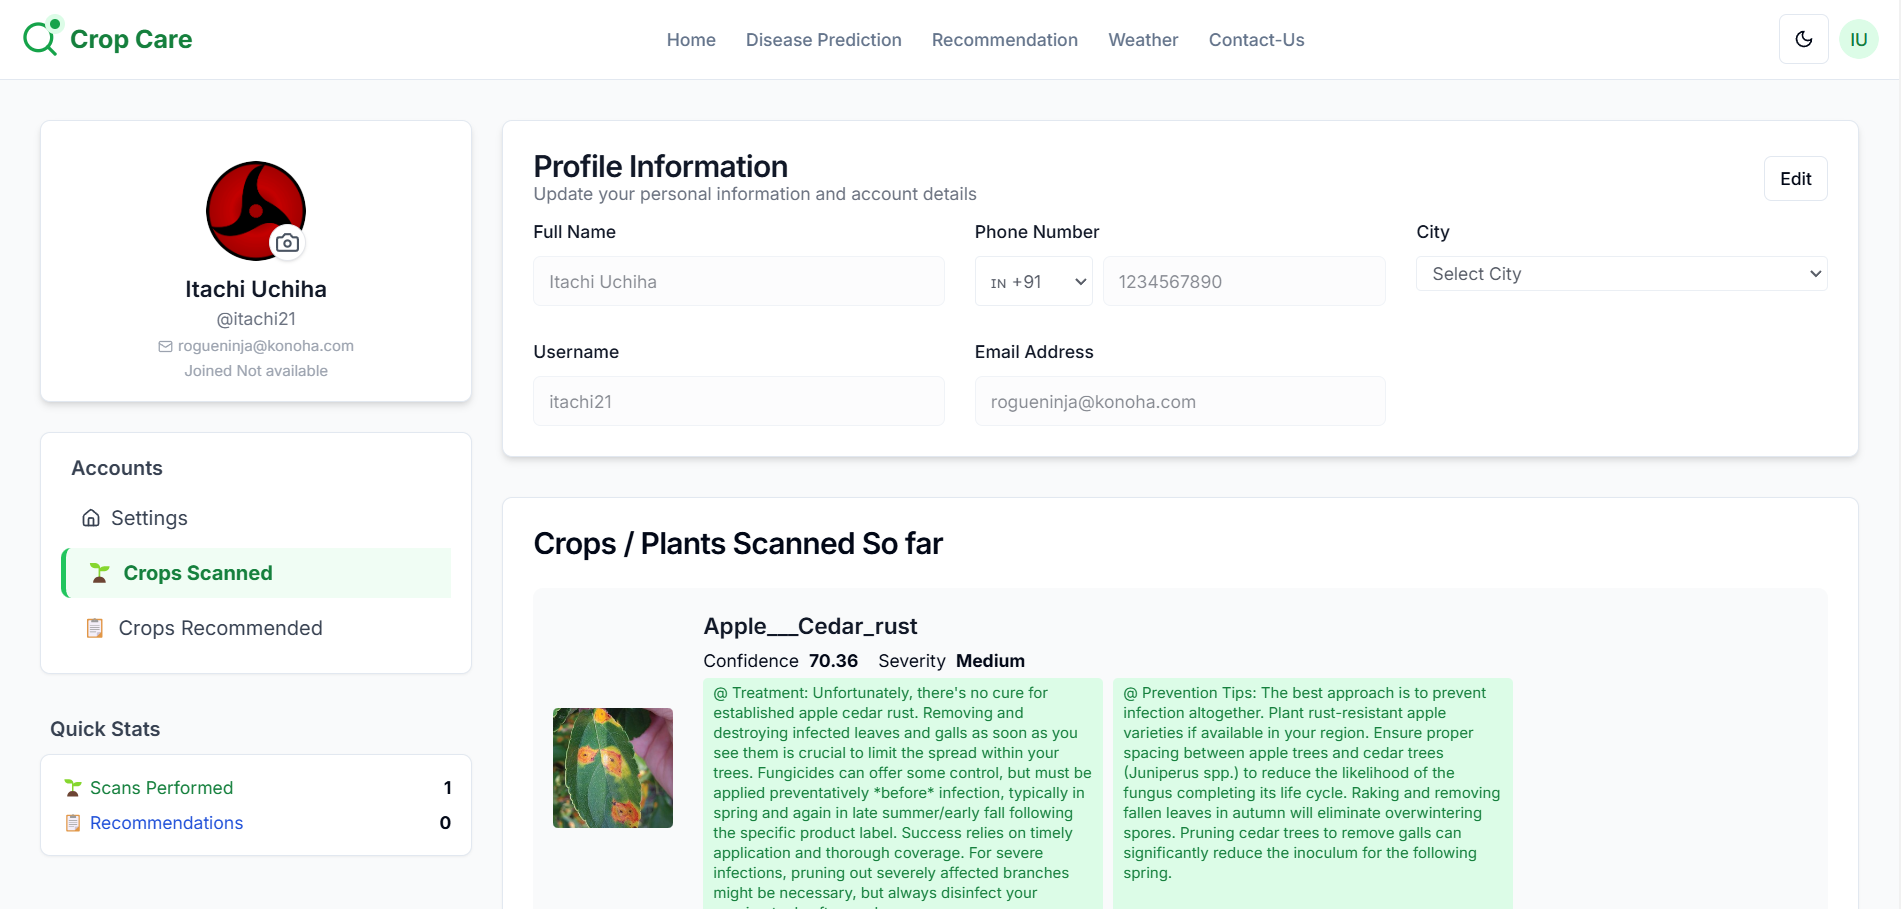 Crop Care
Home Disease Prediction Recommendation Weather Contact-Us
IU
Itachi Uchiha
@itachi21
rogueninja@konoha.com
Joined Not available
Accounts
Settings
Crops Scanned
Crops Recommended
Quick Stats
Scans Performed 1
Recommendations 0
Profile Information
Update your personal information and account details
Edit
Full Name
Itachi Uchiha
Phone Number
IN +91
1234567890
City
Select City
Username
itachi21
Email Address
rogueninja@konoha.com
Crops / Plants Scanned So far
Apple___Cedar_rust
Confidence 70.36 Severity Medium
@ Treatment: Unfortunately, there's no cure for
established apple cedar rust. Removing and
destroying infected leaves and galls as soon as you
see them is crucial to limit the spread within your
trees. Fungicides can offer some control, but must be
applied preventatively *before* infection, typically in
spring and again in late summer/early fall following
the specific product label. Success relies on timely
application and thorough coverage. For severe
infections, pruning out severely affected branches
might be necessary, but always disinfect your
@ Prevention Tips: The best approach is to prevent
infection altogether. Plant rust-resistant apple
varieties if available in your region. Ensure proper
spacing between apple trees and cedar trees
(Juniperus spp.) to reduce the likelihood of the
fungus completing its life cycle. Raking and removing
fallen leaves in autumn will eliminate overwintering
spores. Pruning cedar trees to remove galls can
significantly reduce the inoculum for the following
spring.